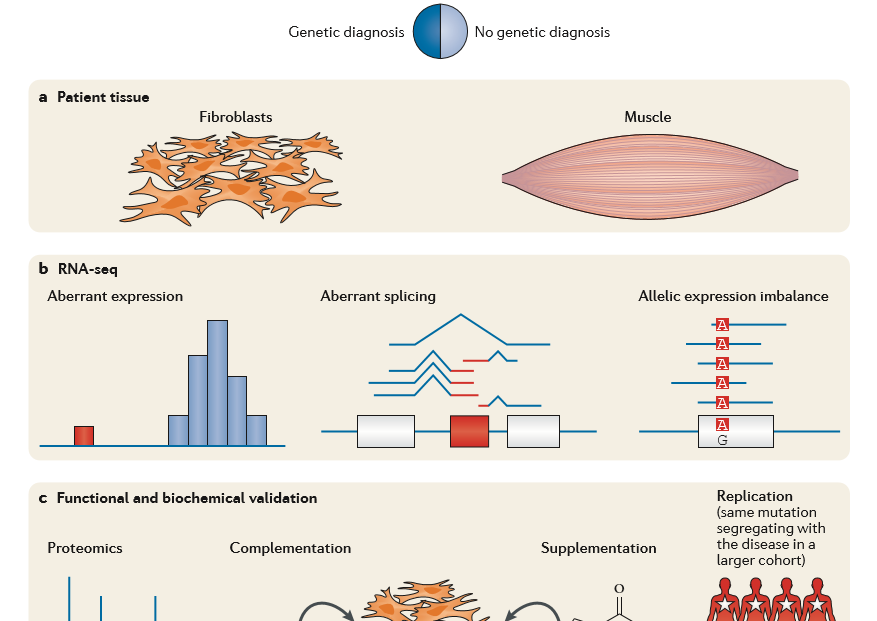 Genetic diagnosis
No genetic diagnosis
a Patient tissue
Fibroblasts
Muscle
b RNA-seq
Aberrant expression
Aberrant splicing
Allelic expression imbalance
A
A
A
A
A
A
G
c Functional and biochemical validation
Replication
(same mutation
segregating with
the disease in a
larger cohort)
Proteomics
Complementation
Supplementation
O